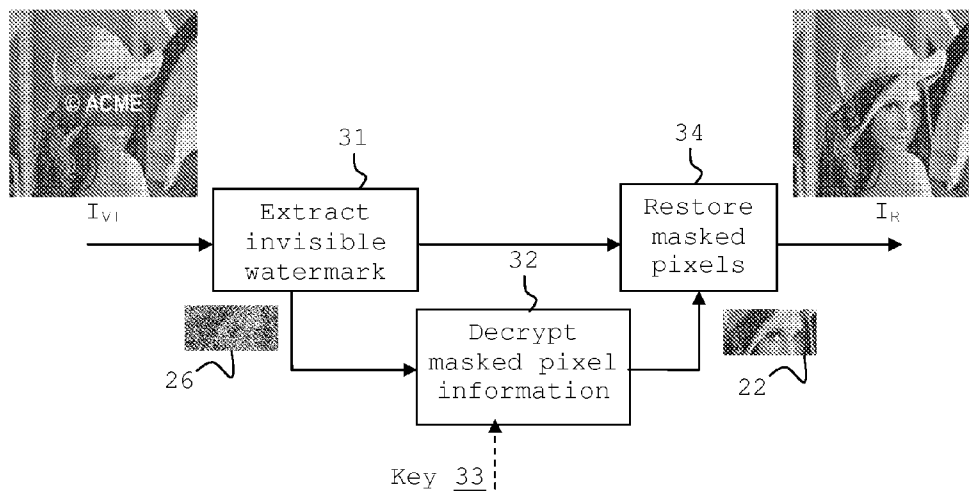 © ACME
31
34
I_VI
Extract
invisible
watermark
Restore
masked
pixels
I_R
32
26
Decrypt
masked pixel
information
22
Key 33